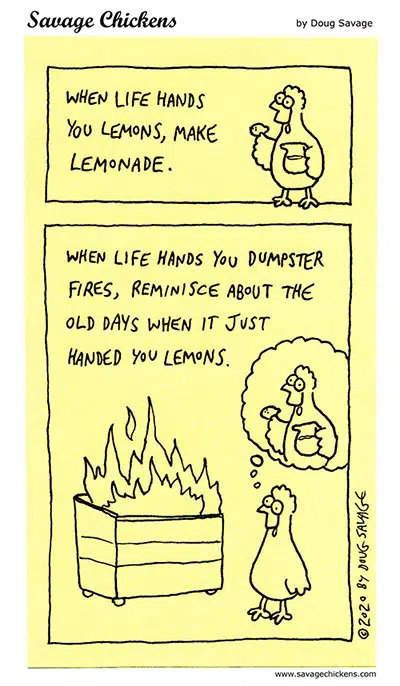 Savage Chickens
by Doug Savage
WHEN LIFE HANDS
YOU LEMONS, MAKE
LEMONADE.
WHEN LIFE HANDS YOU DUMPSTER
FIRES, REMINISCE ABOUT THE
OLD DAYS WHEN IT JUST
HANDED YOU LEMONS.
©2020 BY DOUG SAVAGE
www.savagechickens.com